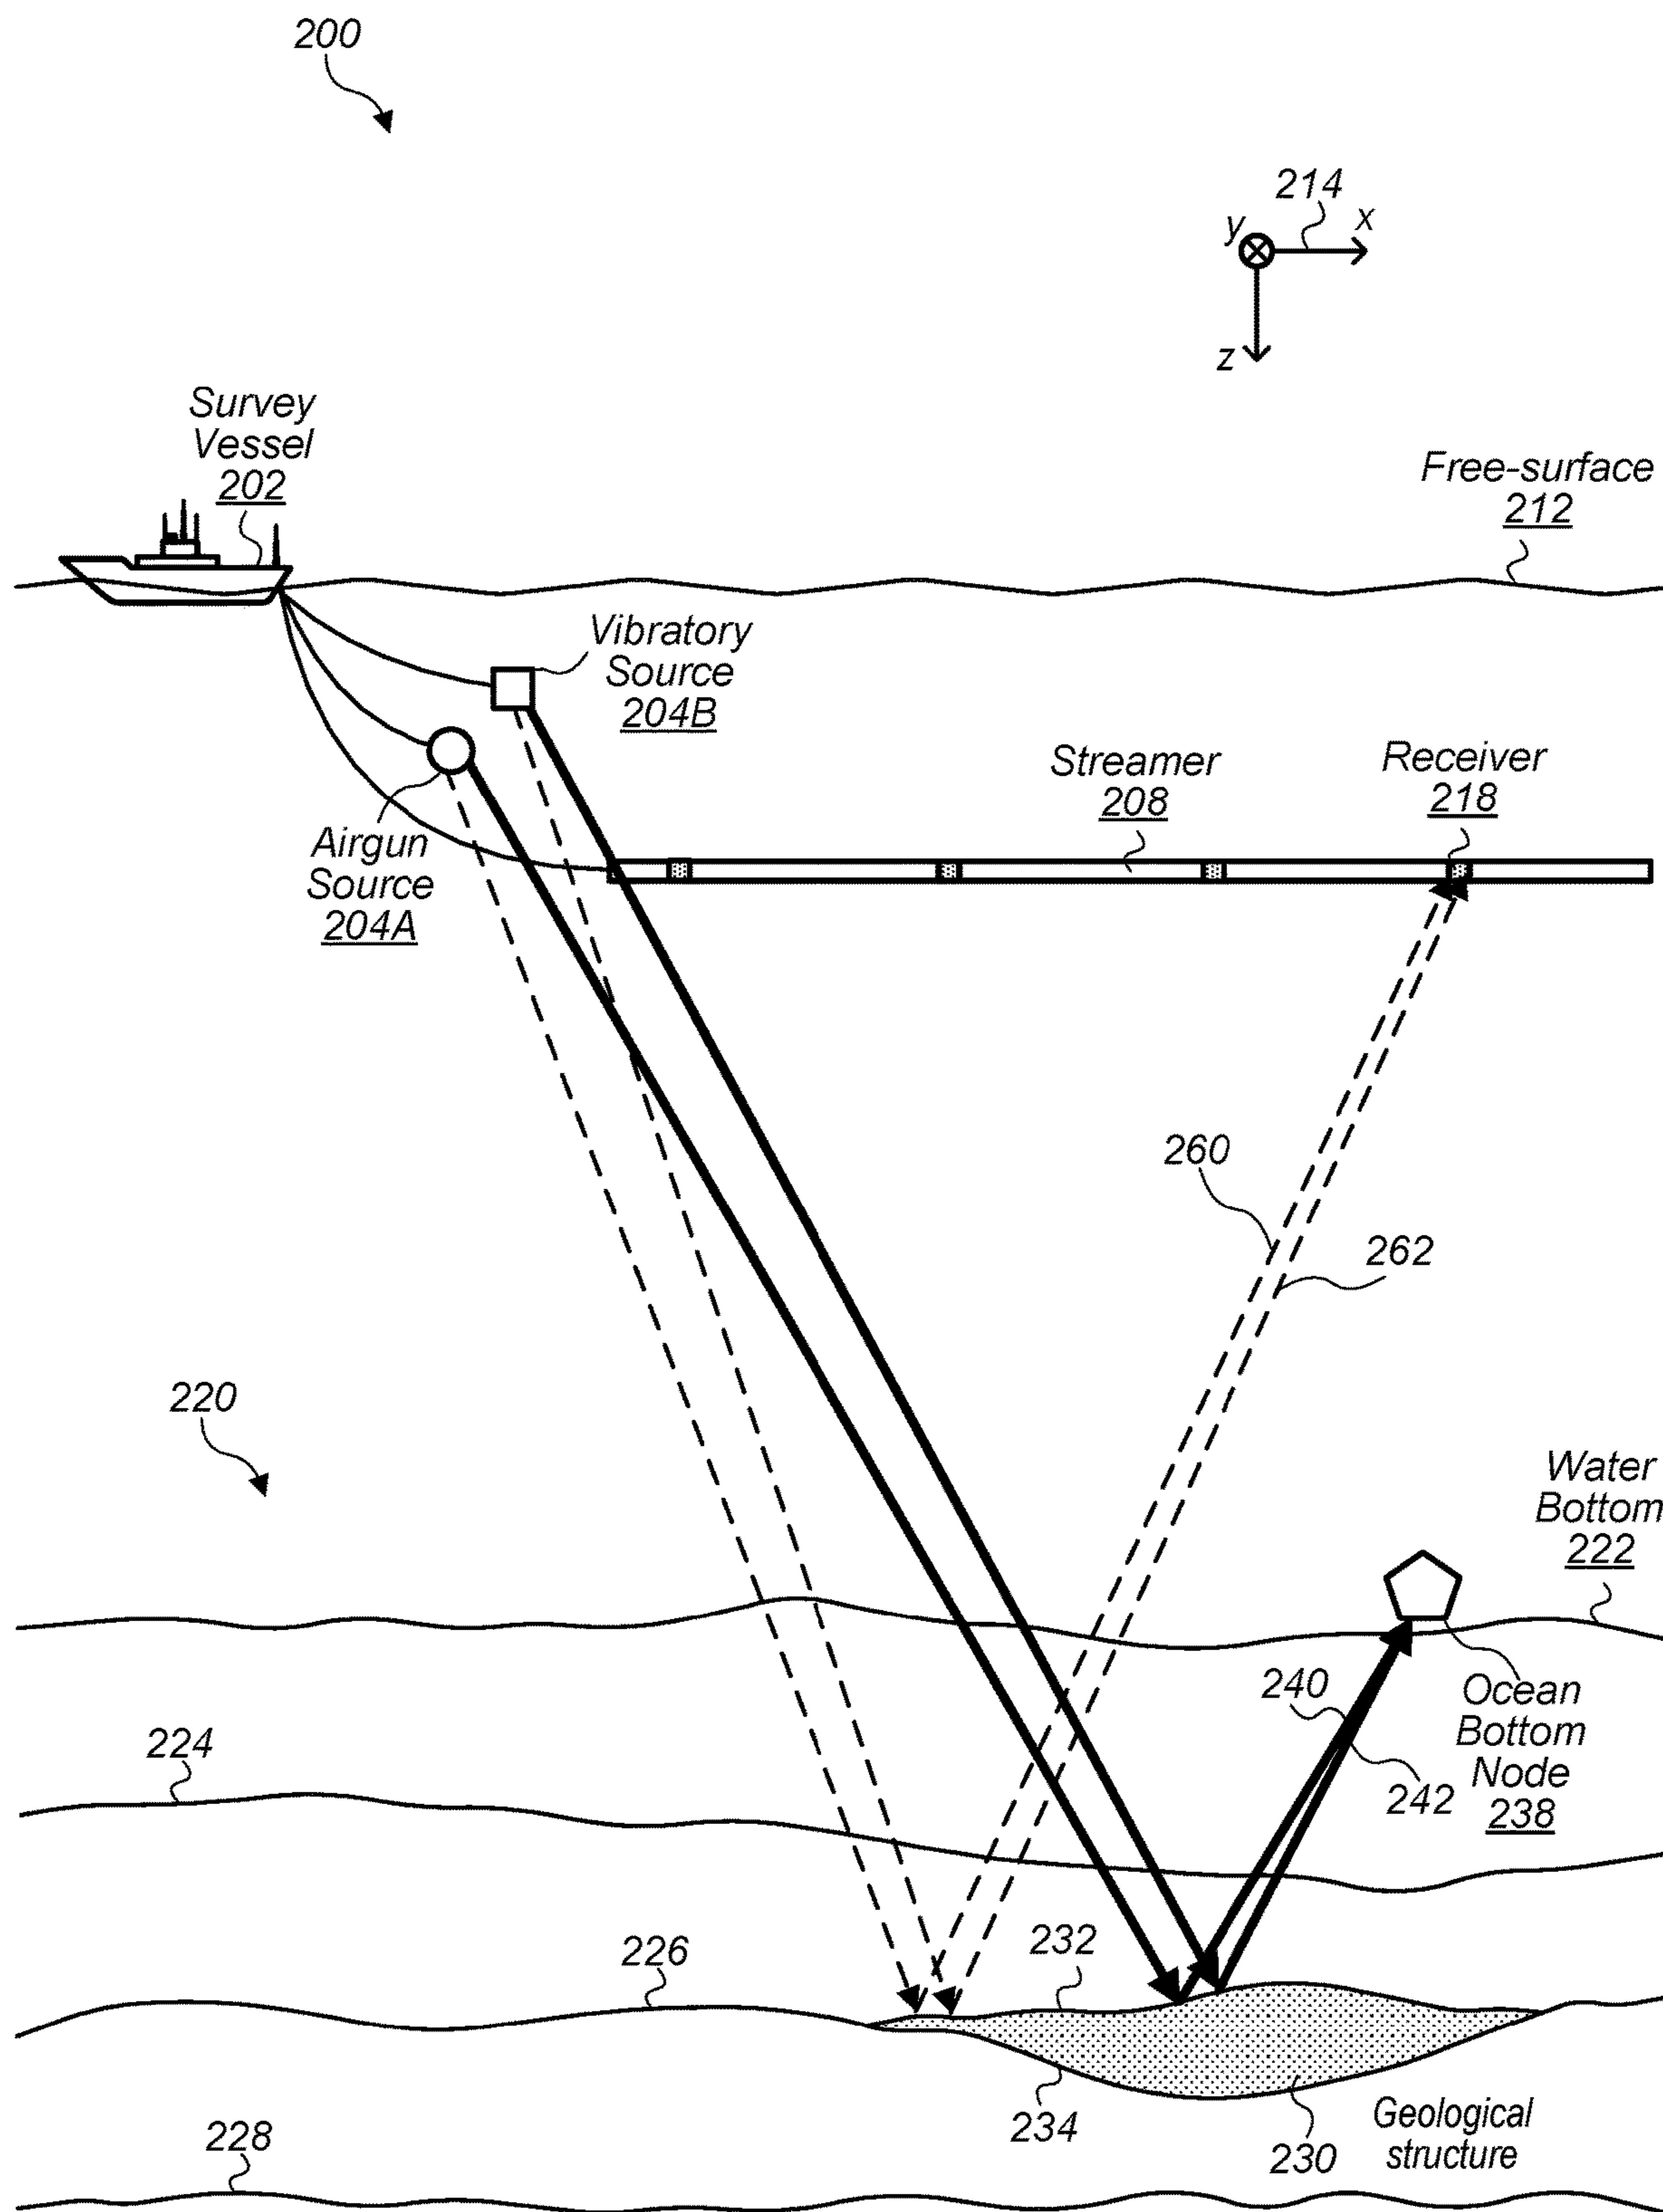 200
214
y
x
z
Survey
Vessel
202
Free-surface
212
Vibratory
Source
204B
Streamer
208
Receiver
218
Airgun
Source
204A
260
262
220
Water
Bottom
222
240
Ocean
Bottom
Node
238
242
224
232
226
234
Geological
structure
230
228